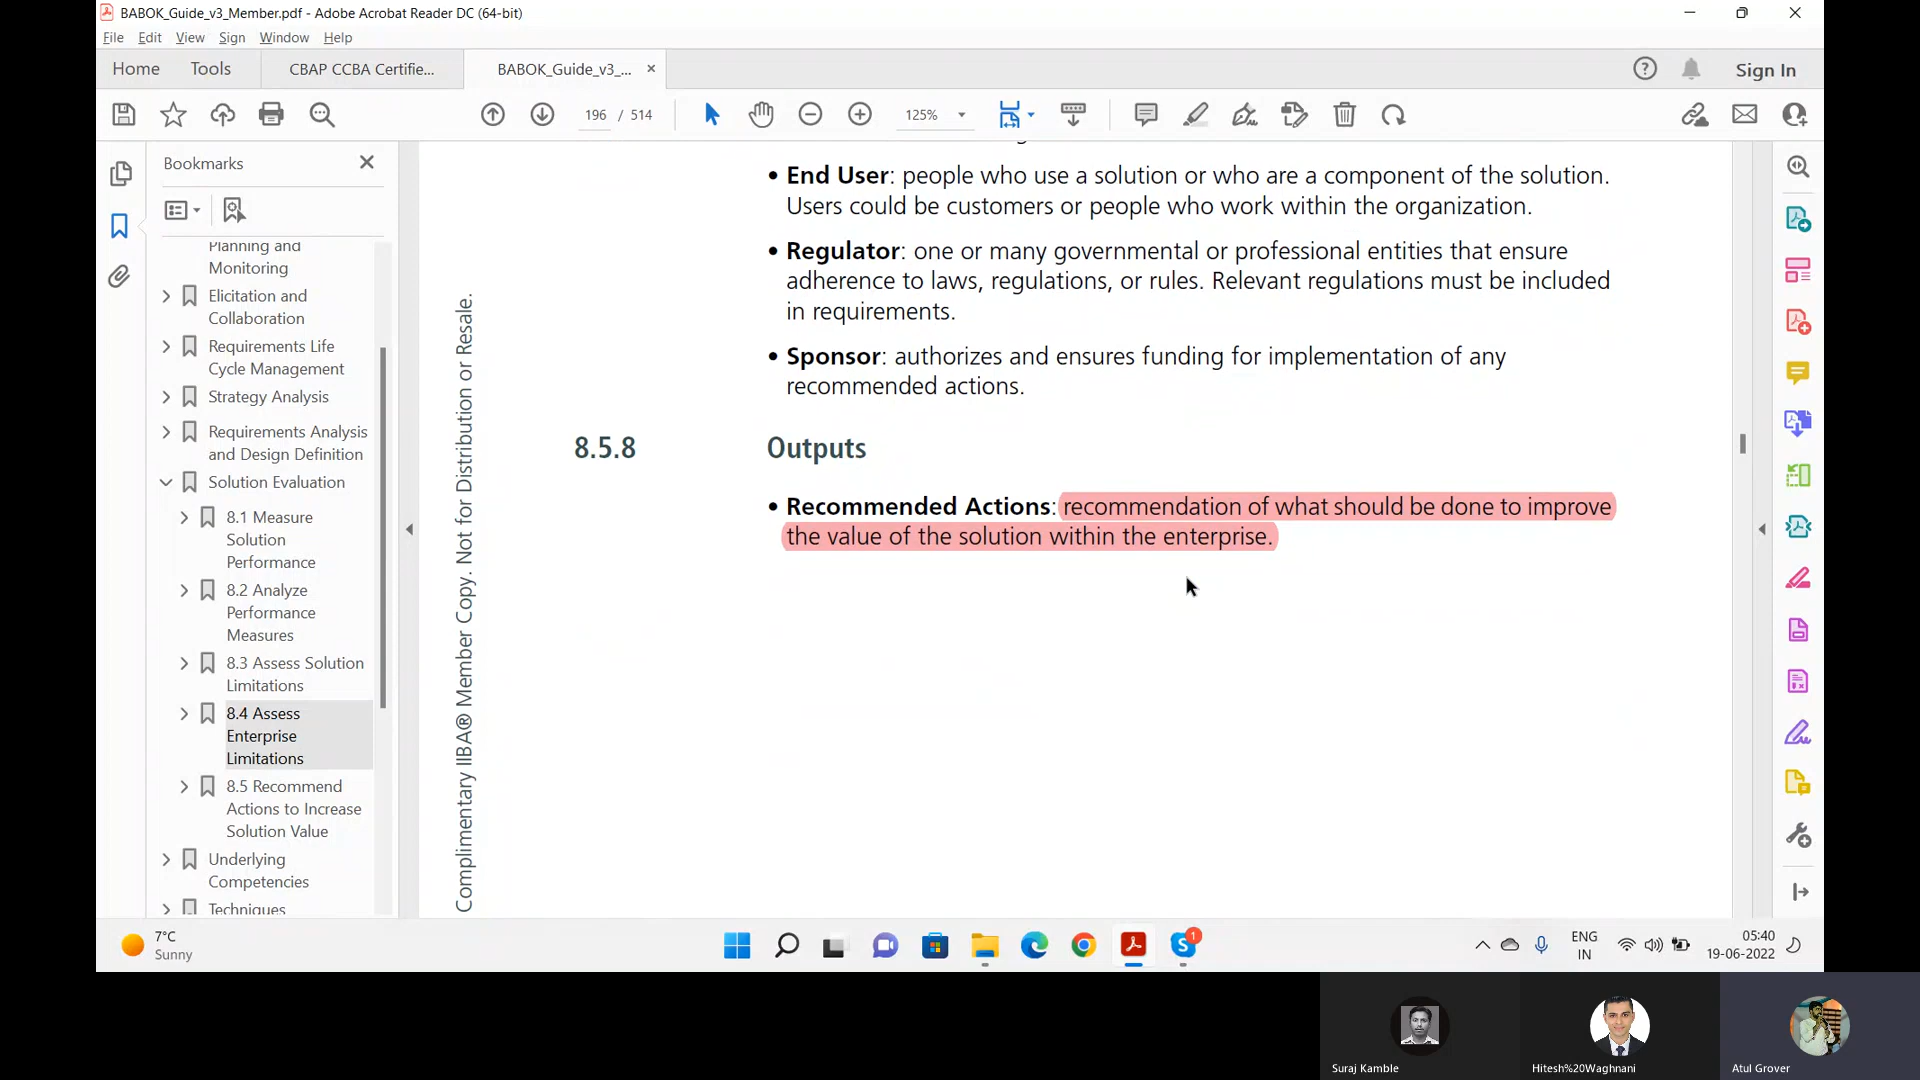 BABOK_Guide_v3_Member.pdf - Adobe Acrobat Reader DC (64-bit)
File Edit View Sign Window Help
Home Tools CBAP CCBA Certifie... BABOK_Guide_v3_... Sign In
196 / 514 125%
Bookmarks
Planning and
Monitoring
Elicitation and
Collaboration
Requirements Life
Cycle Management
Strategy Analysis
Requirements Analysis
and Design Definition
Solution Evaluation
8.1 Measure
Solution
Performance
8.2 Analyze
Performance
Measures
8.3 Assess Solution
Limitations
8.4 Assess
Enterprise
Limitations
8.5 Recommend
Actions to Increase
Solution Value
Underlying
Competencies
Techniques
Complimentary IIBA® Member Copy. Not for Distribution or Resale.
• End User: people who use a solution or who are a component of the solution.
Users could be customers or people who work within the organization.
• Regulator: one or many governmental or professional entities that ensure
adherence to laws, regulations, or rules. Relevant regulations must be included
in requirements.
• Sponsor: authorizes and ensures funding for implementation of any
recommended actions.
8.5.8 Outputs
• Recommended Actions: recommendation of what should be done to improve
the value of the solution within the enterprise.
7°C
Sunny
1
ENG
IN
05:40
19-06-2022
Suraj Kamble
Hitesh%20Waghnani
Atul Grover